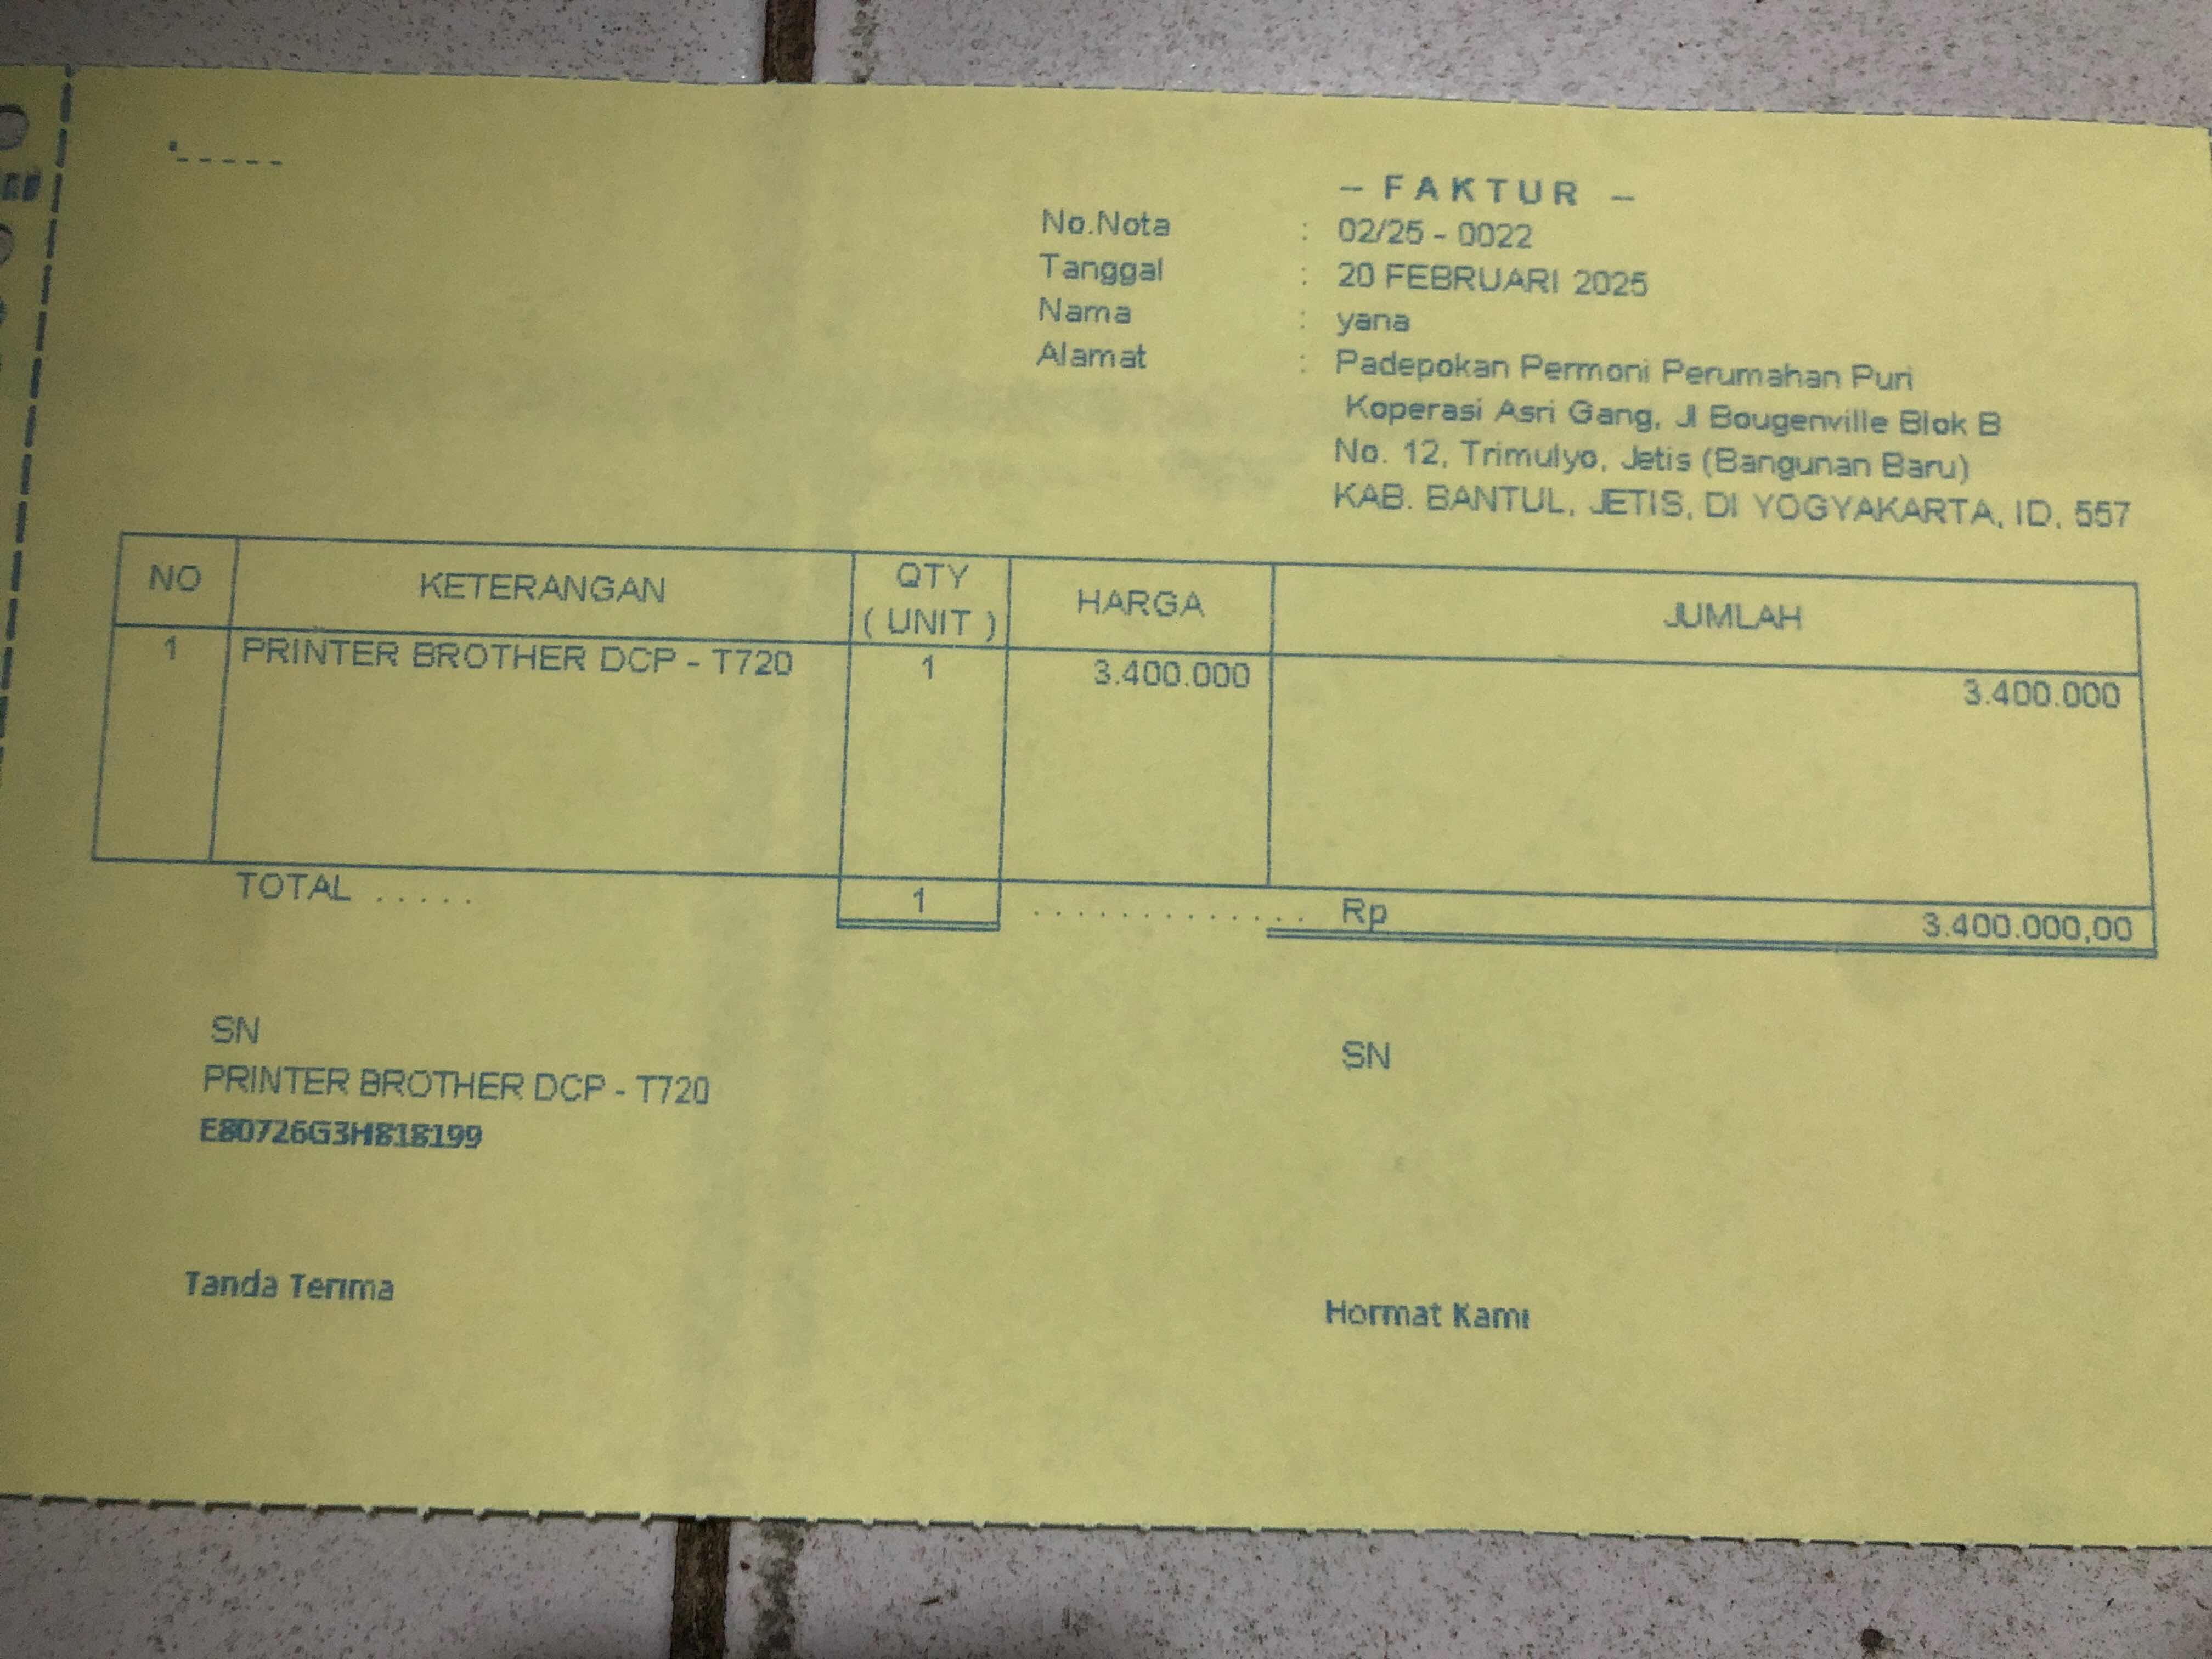 – FAKTUR –
No.Nota : 02/25 - 0022
Tanggal : 20 FEBRUARI 2025
Nama : yana
Alamat : Padepokan Permoni Perumahan Puri
Koperasi Asri Gang, Jl Bougenville Blok B
No. 12, Trimulyo, Jetis (Bangunan Baru)
KAB. BANTUL, JETIS, DI YOGYAKARTA, ID, 557
NO KETERANGAN QTY ( UNIT ) HARGA JUMLAH
1 PRINTER BROTHER DCP - T720 1 3.400.000 3.400.000
TOTAL ..... 1 ............. Rp 3.400.000,00
SN SN
PRINTER BROTHER DCP - T720
E80726G3H818199
Tanda Terima Hormat Kami